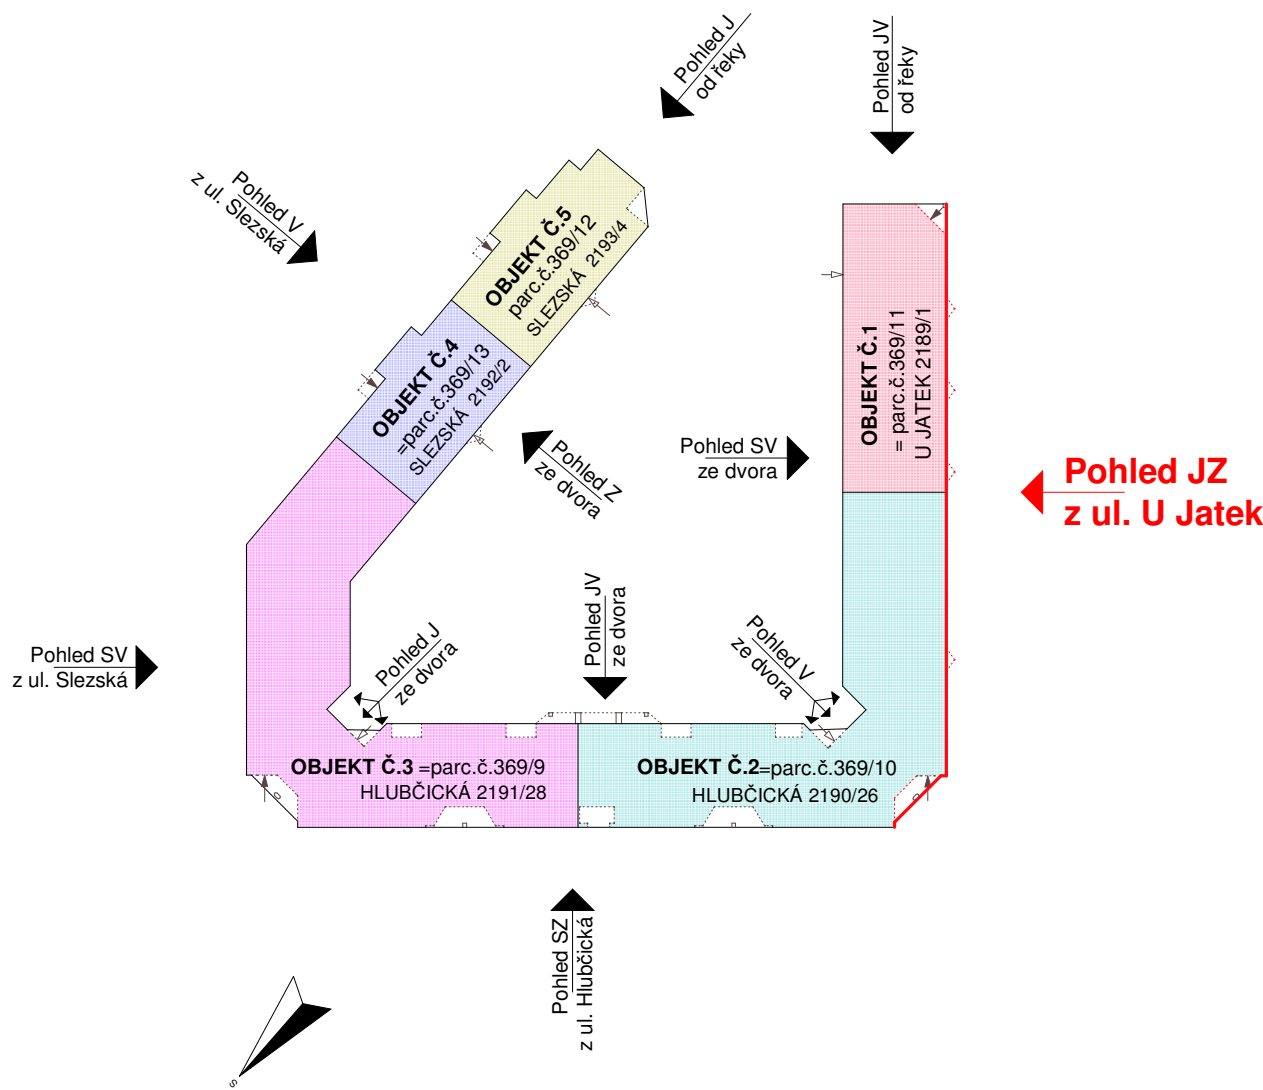 Pohled J
od řeky
Pohled JV
od řeky
Pohled V
z ul. Slezská
OBJEKT Č.5
parc.č.369/12
SLEZSKÁ 2193/4
OBJEKT Č.4
=parc.č.369/13
SLEZSKÁ 2192/2
OBJEKT Č.1
= parc.č.369/11
U JATEK 2189/1
Pohled Z
ze dvora
Pohled SV
ze dvora
Pohled JZ
z ul. U Jatek
Pohled SV
z ul. Slezská
Pohled J
ze dvora
Pohled JV
ze dvora
Pohled V
ze dvora
OBJEKT Č.3 =parc.č.369/9
HLUBČICKÁ 2191/28
OBJEKT Č.2=parc.č.369/10
HLUBČICKÁ 2190/26
Pohled SZ
z ul. Hlubčická
S